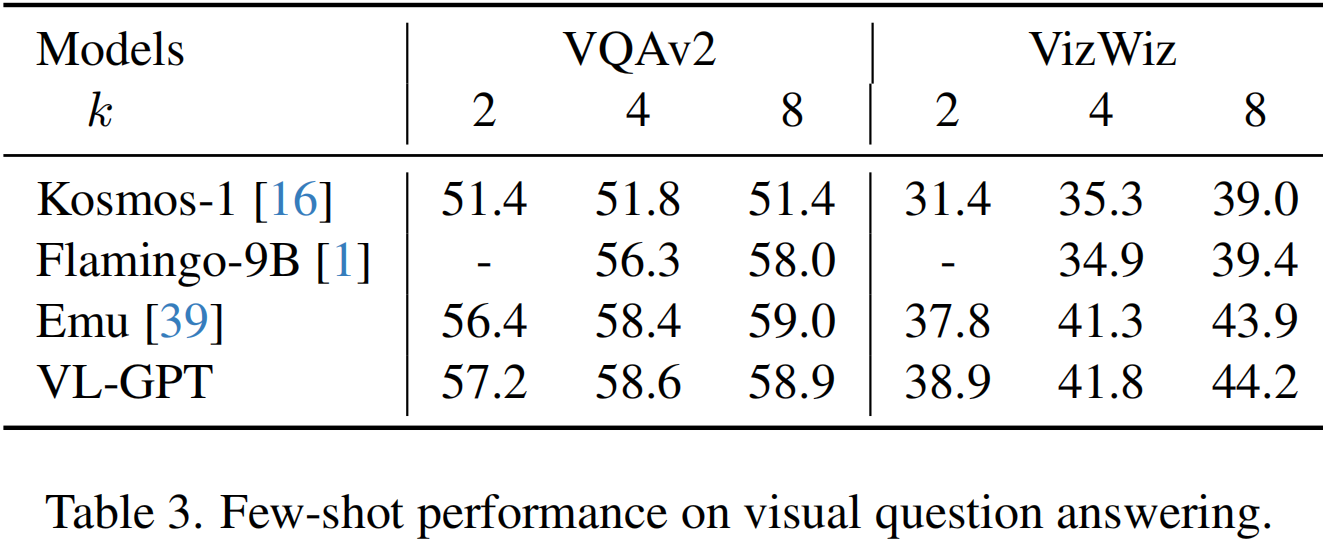 Models VQAv2 VizWiz
k 2 4 8 2 4 8
Kosmos-1 [16] 51.4 51.8 51.4 31.4 35.3 39.0
Flamingo-9B [1] - 56.3 58.0 - 34.9 39.4
Emu [39] 56.4 58.4 59.0 37.8 41.3 43.9
VL-GPT 57.2 58.6 58.9 38.9 41.8 44.2
Table 3. Few-shot performance on visual question answering.